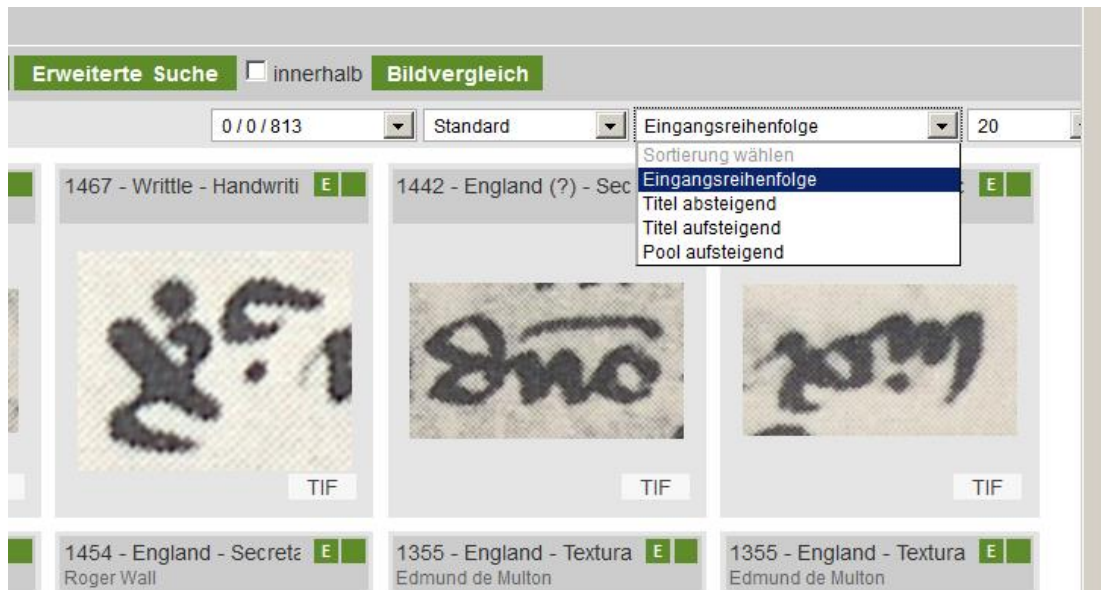 Erweiterte Suche innerhalb Bildvergleich
0 / 0 / 813 Standard Eingangsreihenfolge 20
Sortierung wählen
Eingangsreihenfolge
Titel absteigend
Titel aufsteigend
Pool aufsteigend
1467 - Writtle - Handwriti E 1442 - England (?) - Sec E
TIF TIF TIF
1454 - England - Secreta E 1355 - England - Textura E 1355 - England - Textura E
Roger Wall Edmund de Multon Edmund de Multon